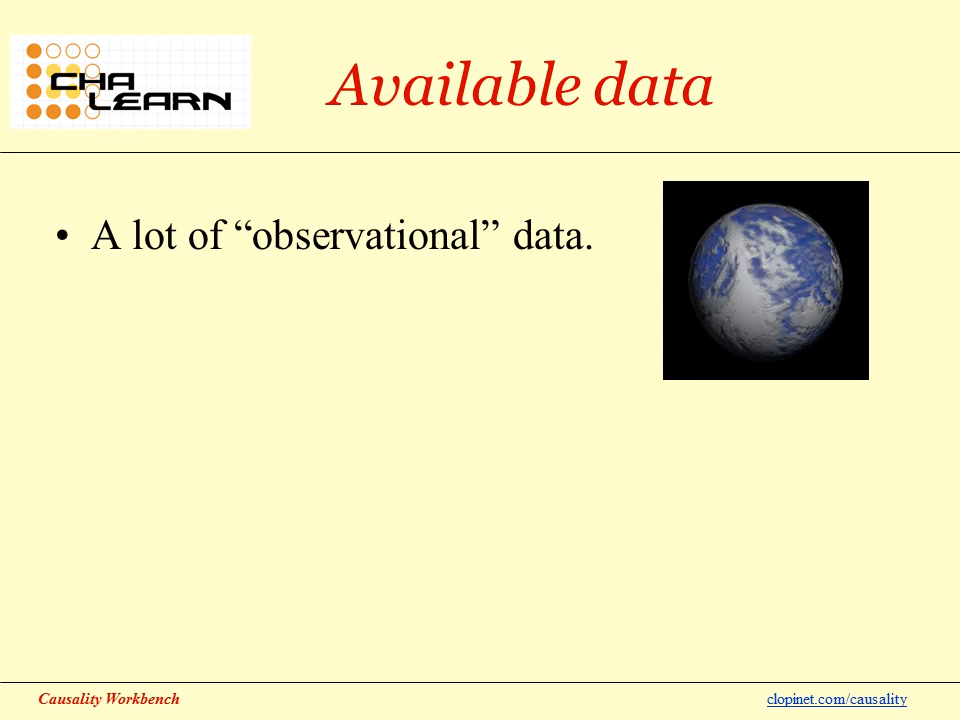 CHA
LEARN
Available data
• A lot of “observational” data.
Causality Workbench
clopinet.com/causality